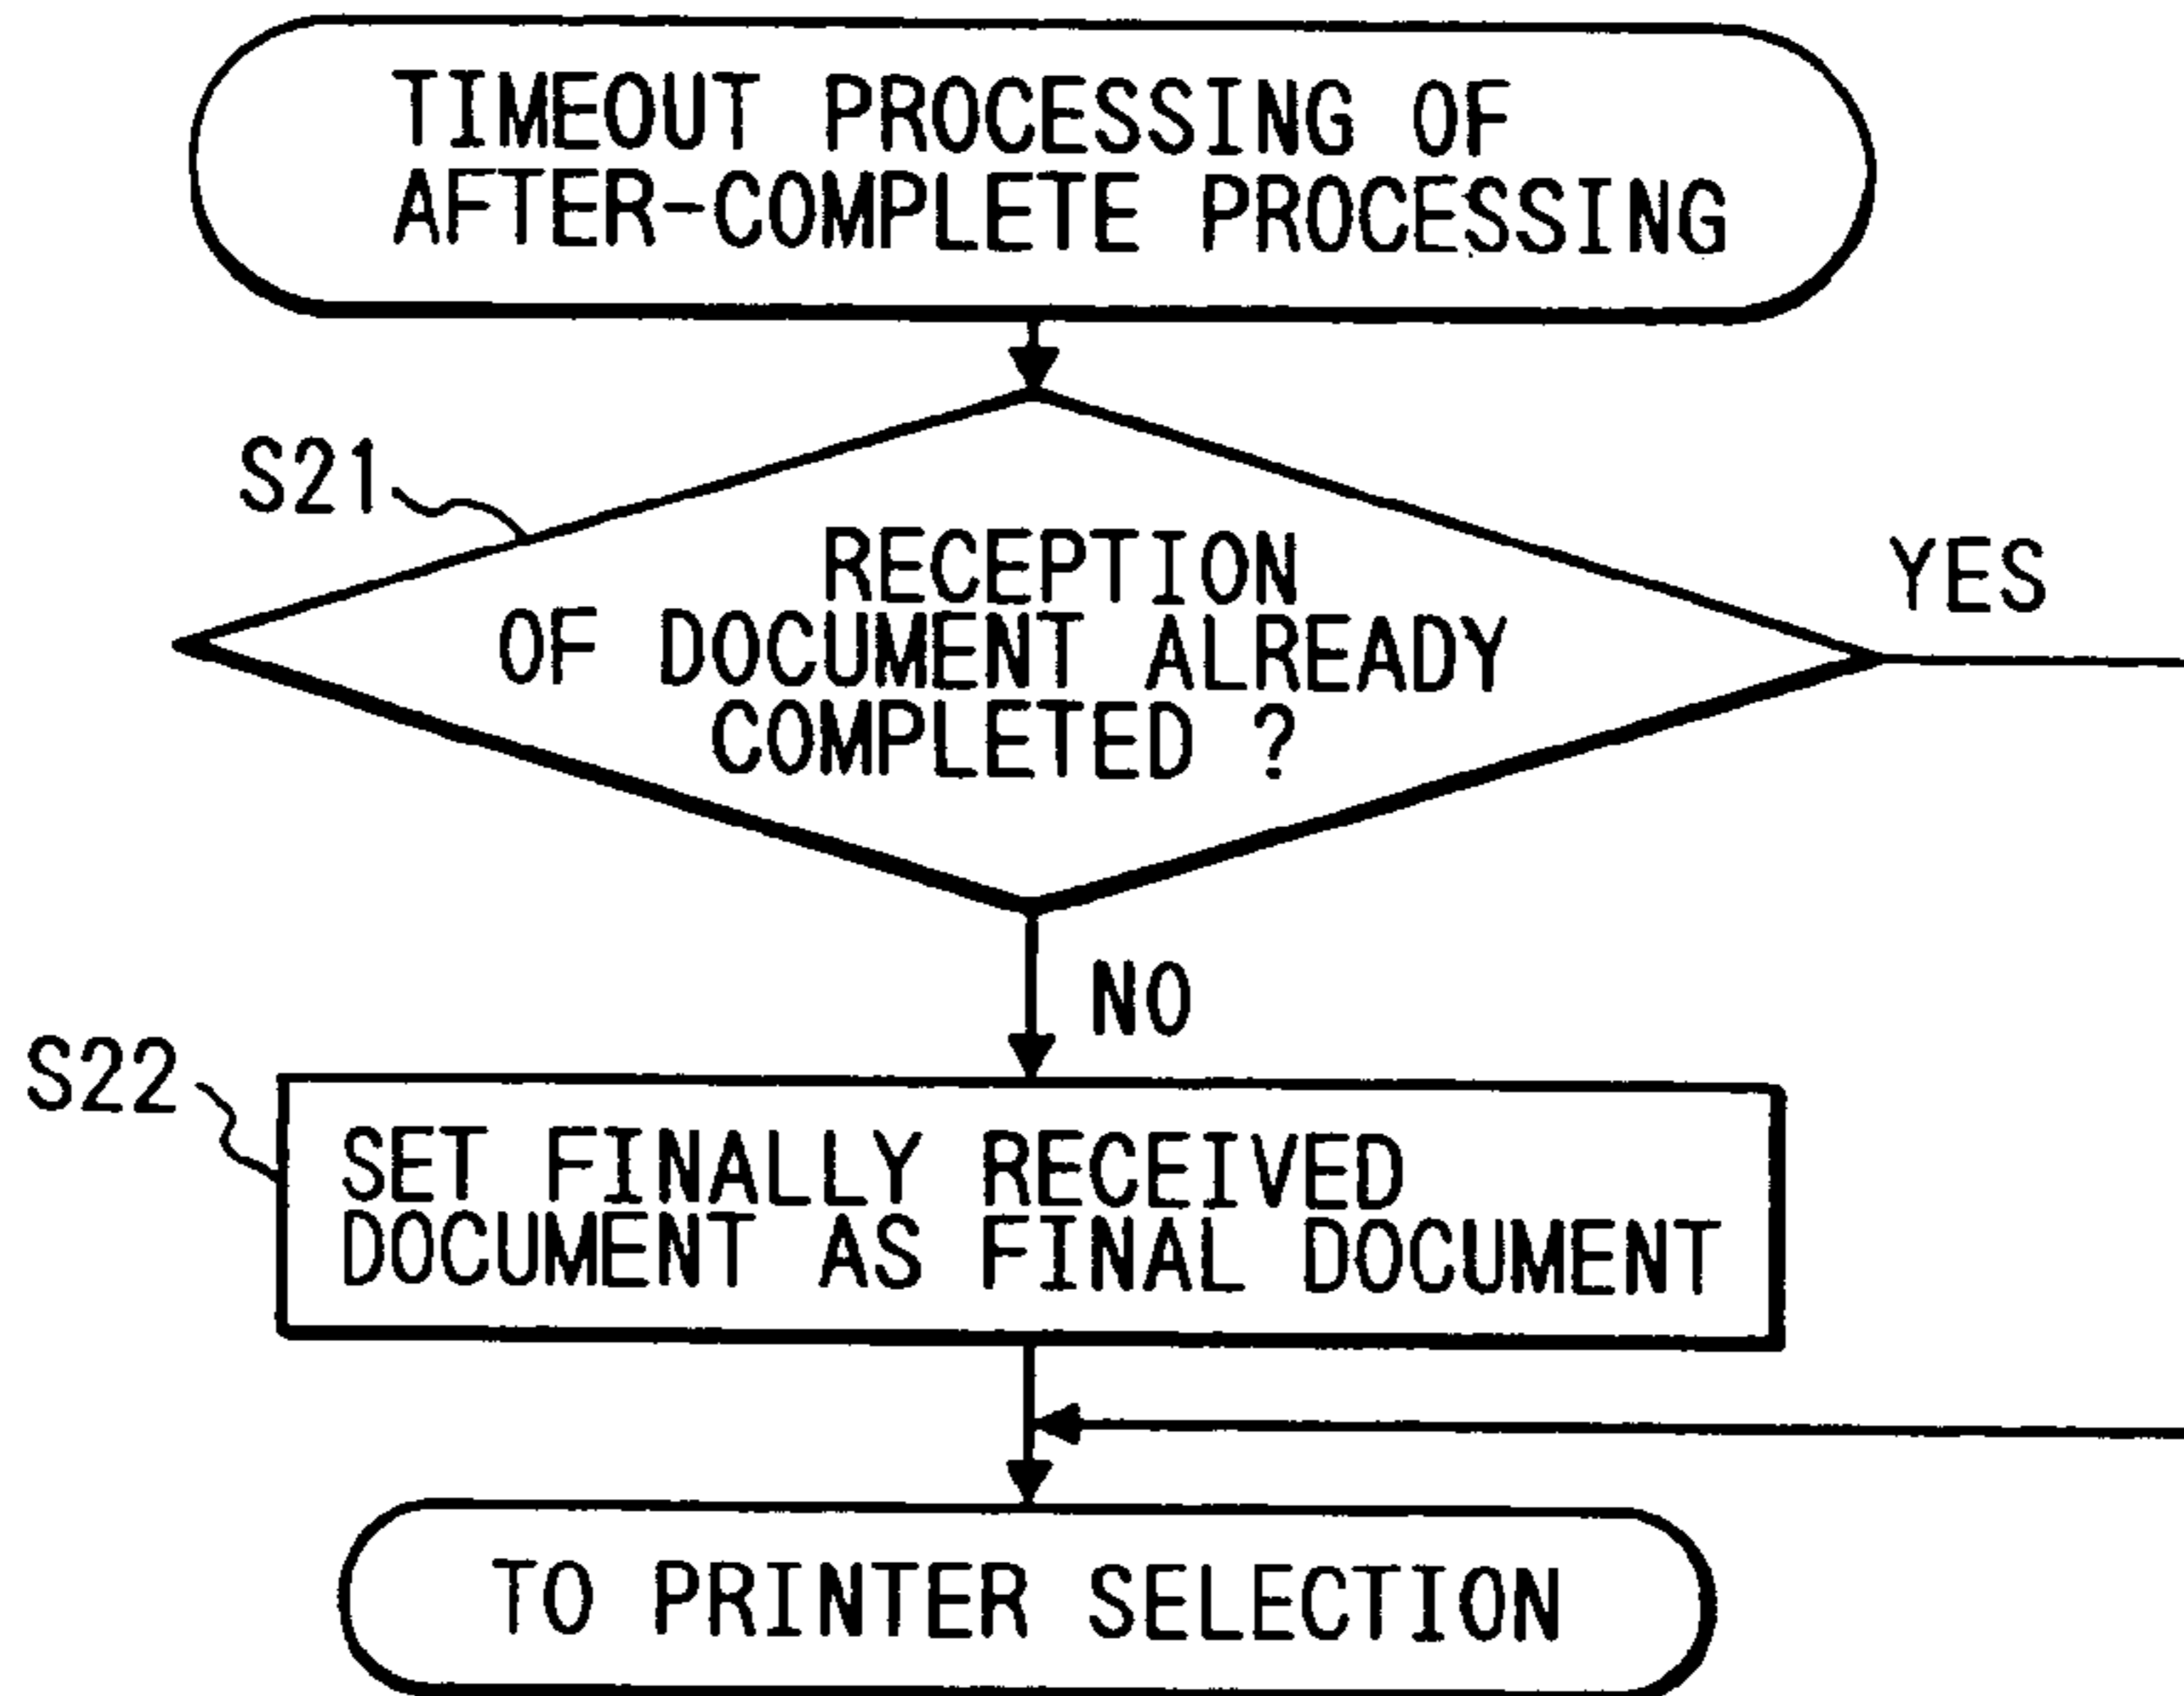 TIMEOUT PROCESSING OF
AFTER-COMPLETE PROCESSING
S21
RECEPTION
OF DOCUMENT ALREADY
COMPLETED ?
YES
NO
S22
SET FINALLY RECEIVED
DOCUMENT AS FINAL DOCUMENT
TO PRINTER SELECTION